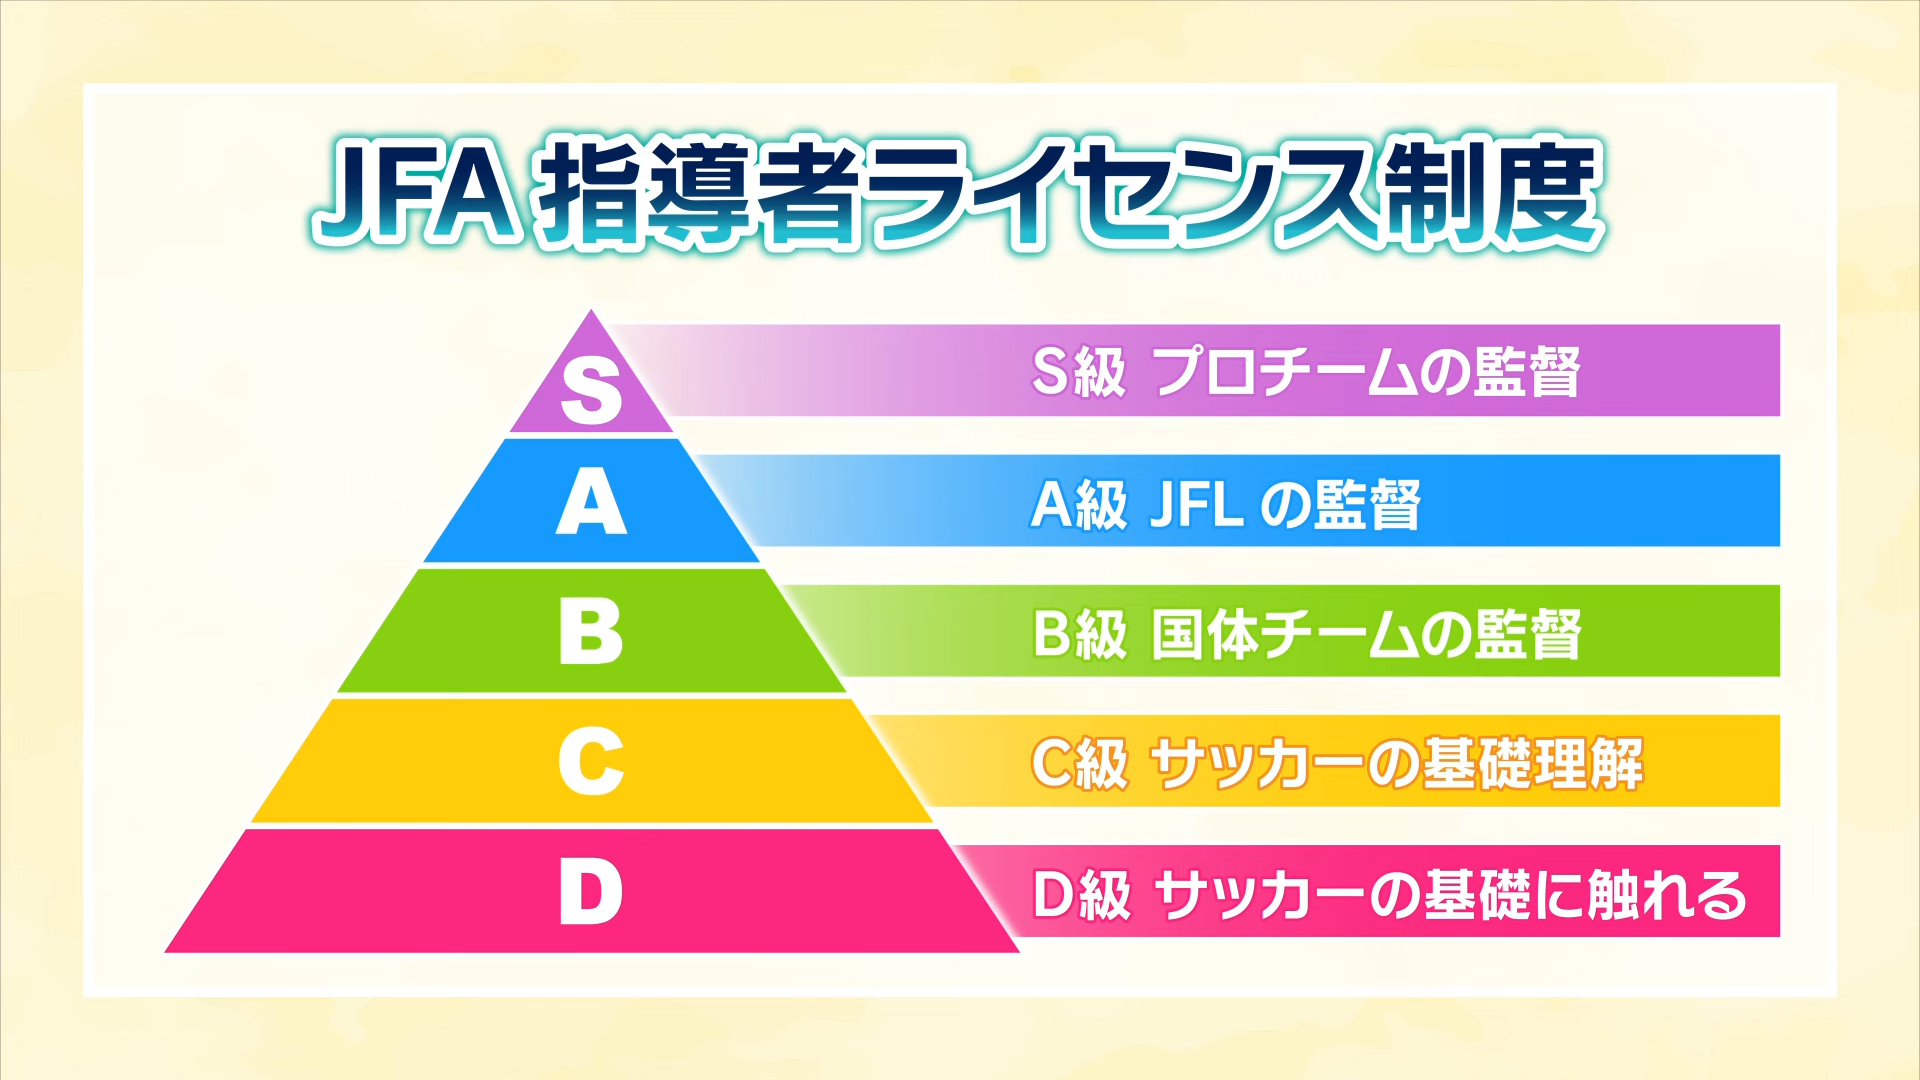 JFA 指導者ライセンス制度
S
S級 プロチームの監督
A
A級 JFL の監督
B
B級 国体チームの監督
C
C級 サッカーの基礎理解
D
D級 サッカーの基礎に触れる